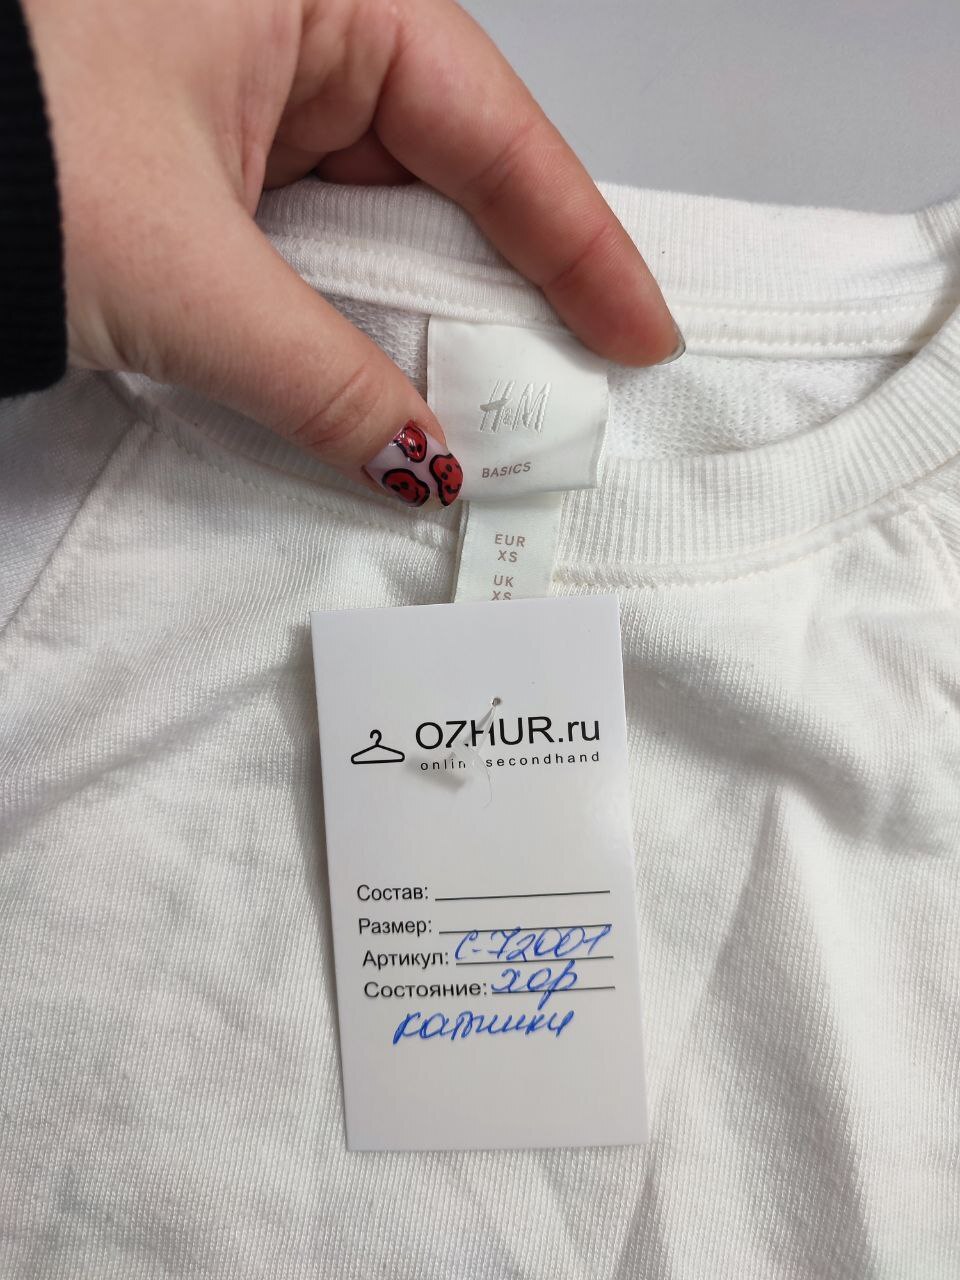 H&M
BASICS
EUR
XS
UK
XS
OZHUR.ru
online secondhand
Состав:
Размер:
Артикул: С-72001
Состояние: хор
катышки